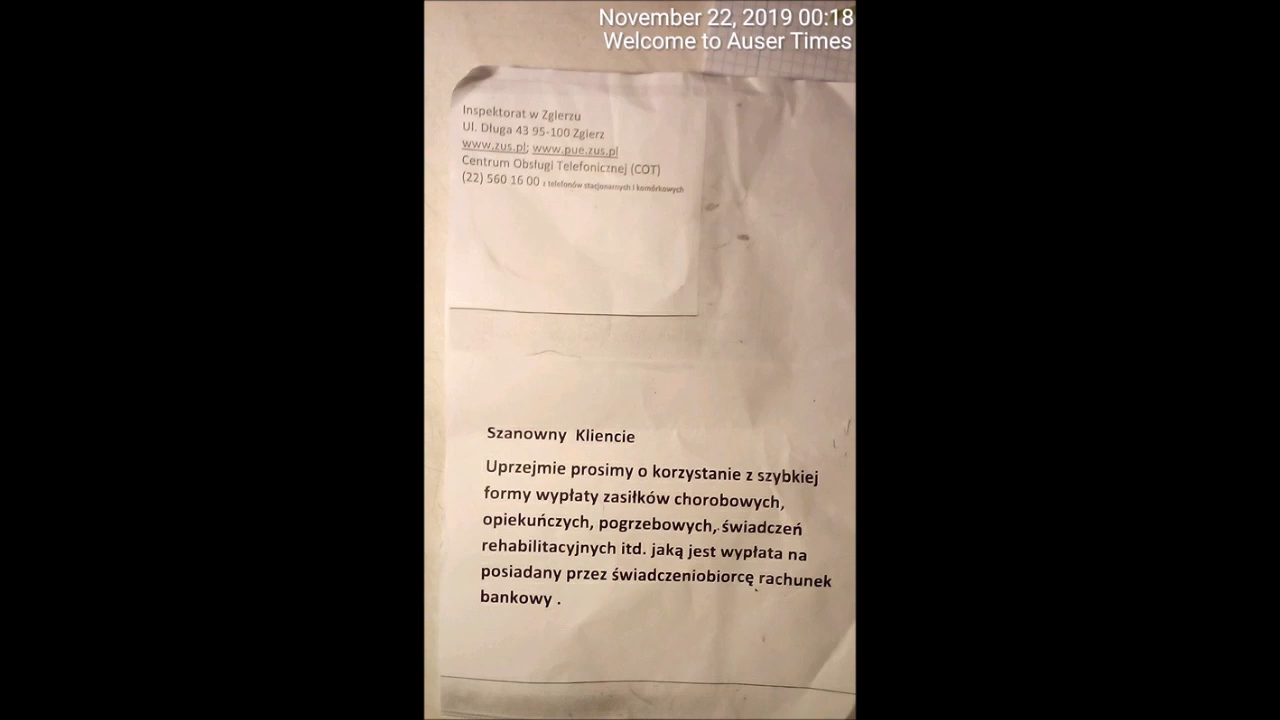 November 22, 2019 00:18
Welcome to Auser Times
Inspektorat w Zgierzu
Ul. Długa 43 95-100 Zgierz
www.zus.pl; www.pue.zus.pl
Centrum Obsługi Telefonicznej (COT)
(22) 560 16 00 z telefonów stacjonarnych i komórkowych
Szanowny Kliencie
Uprzejmie prosimy o korzystanie z szybkiej
formy wypłaty zasiłków chorobowych,
opiekuńczych, pogrzebowych, świadczeń
rehabilitacyjnych itd. jaką jest wypłata na
posiadany przez świadczeniobiorcę rachunek
bankowy .